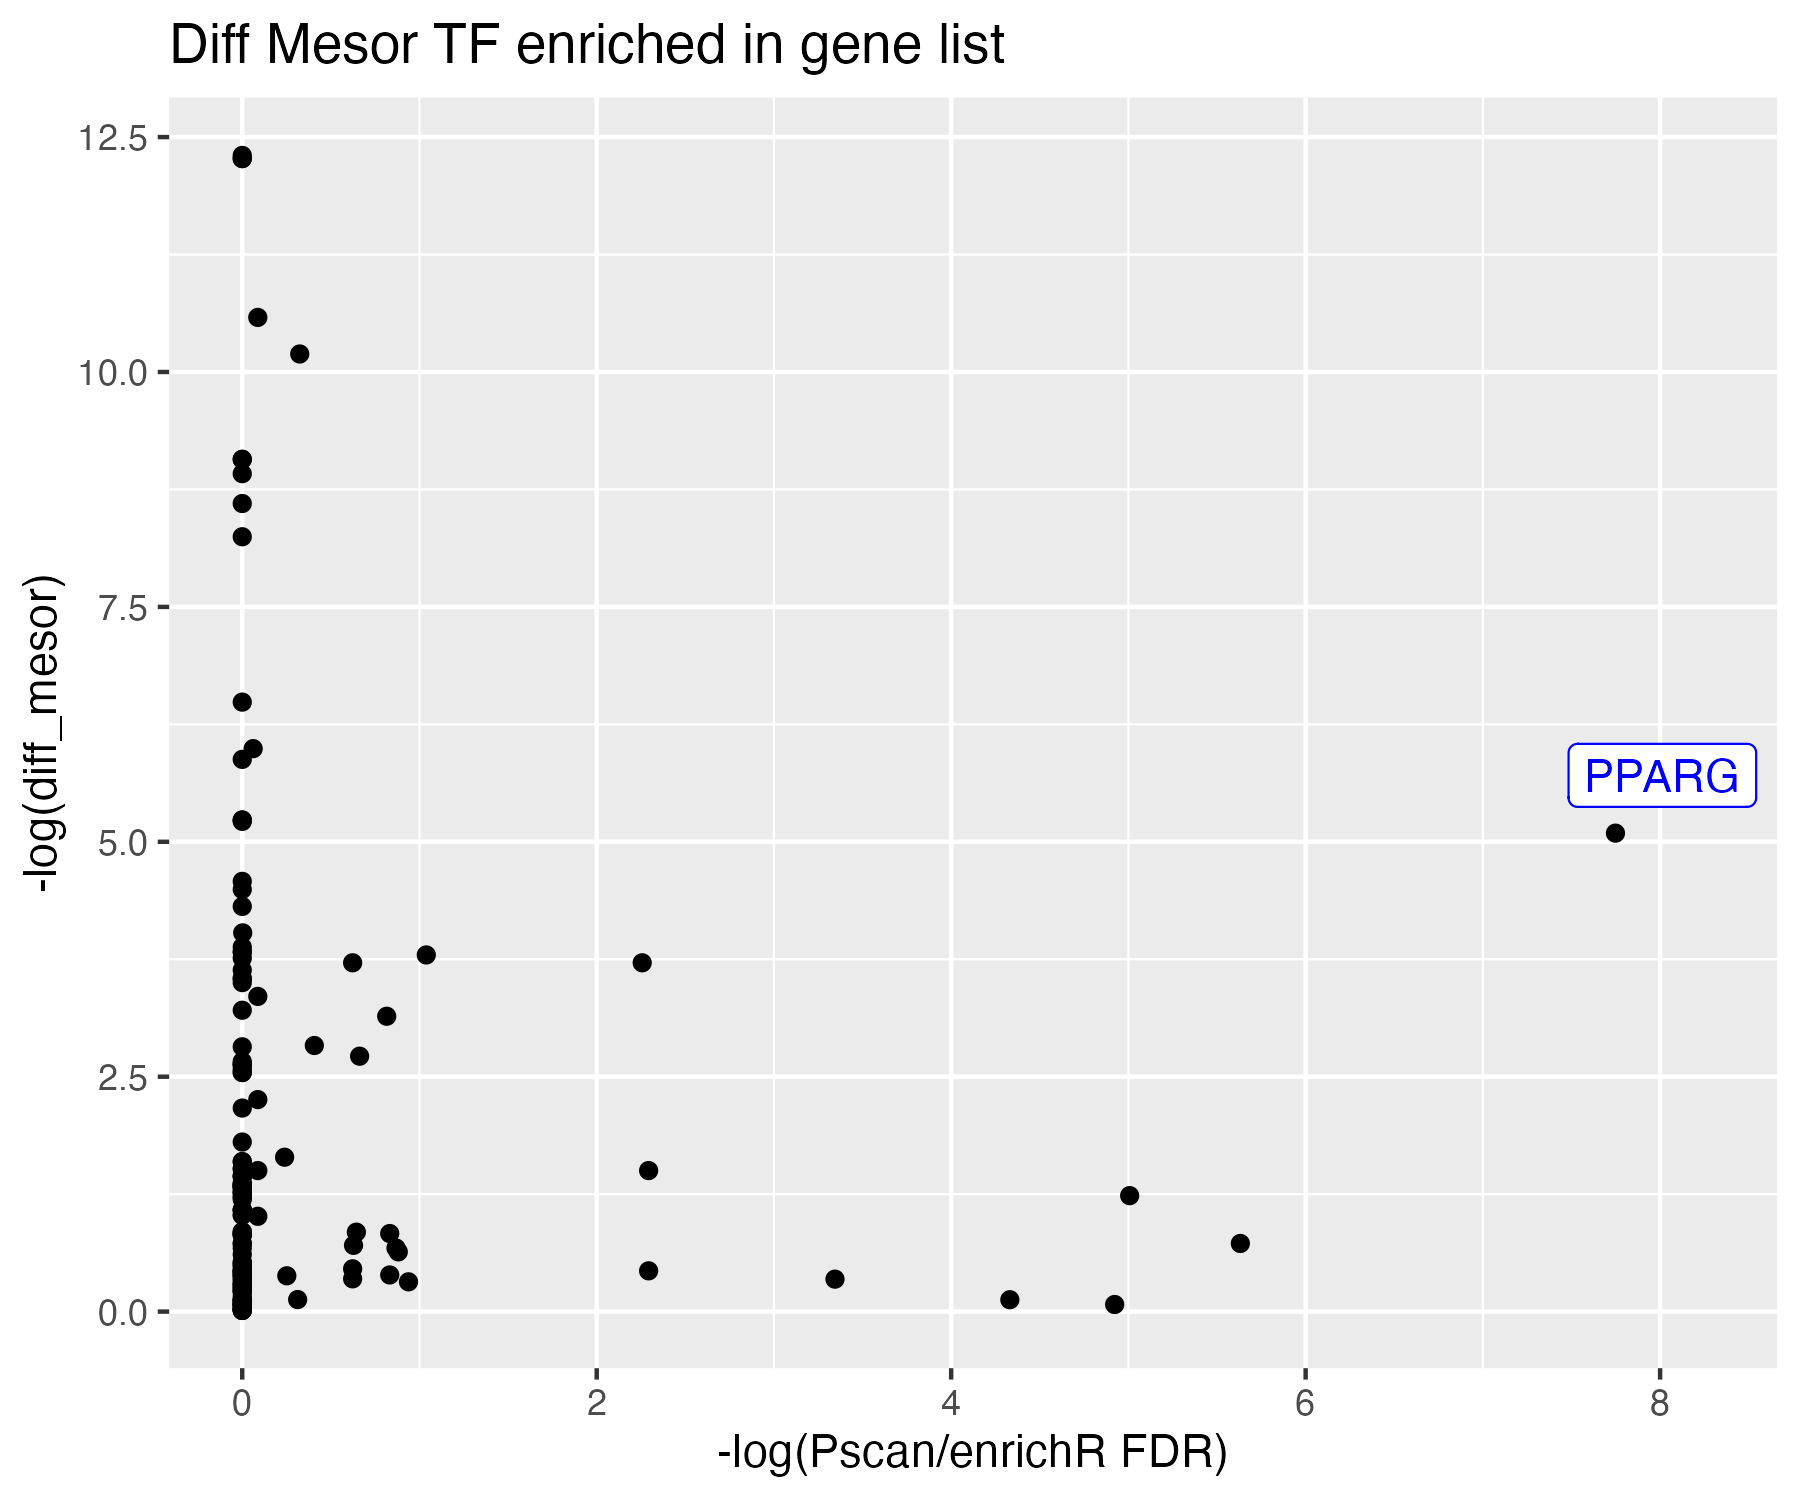 Diff Mesor TF enriched in gene list
12.5
10.0
7.5
5.0
2.5
0.0
-log(diff_mesor)
PPARG
0 2 4 6 8
-log(Pscan/enrichR FDR)